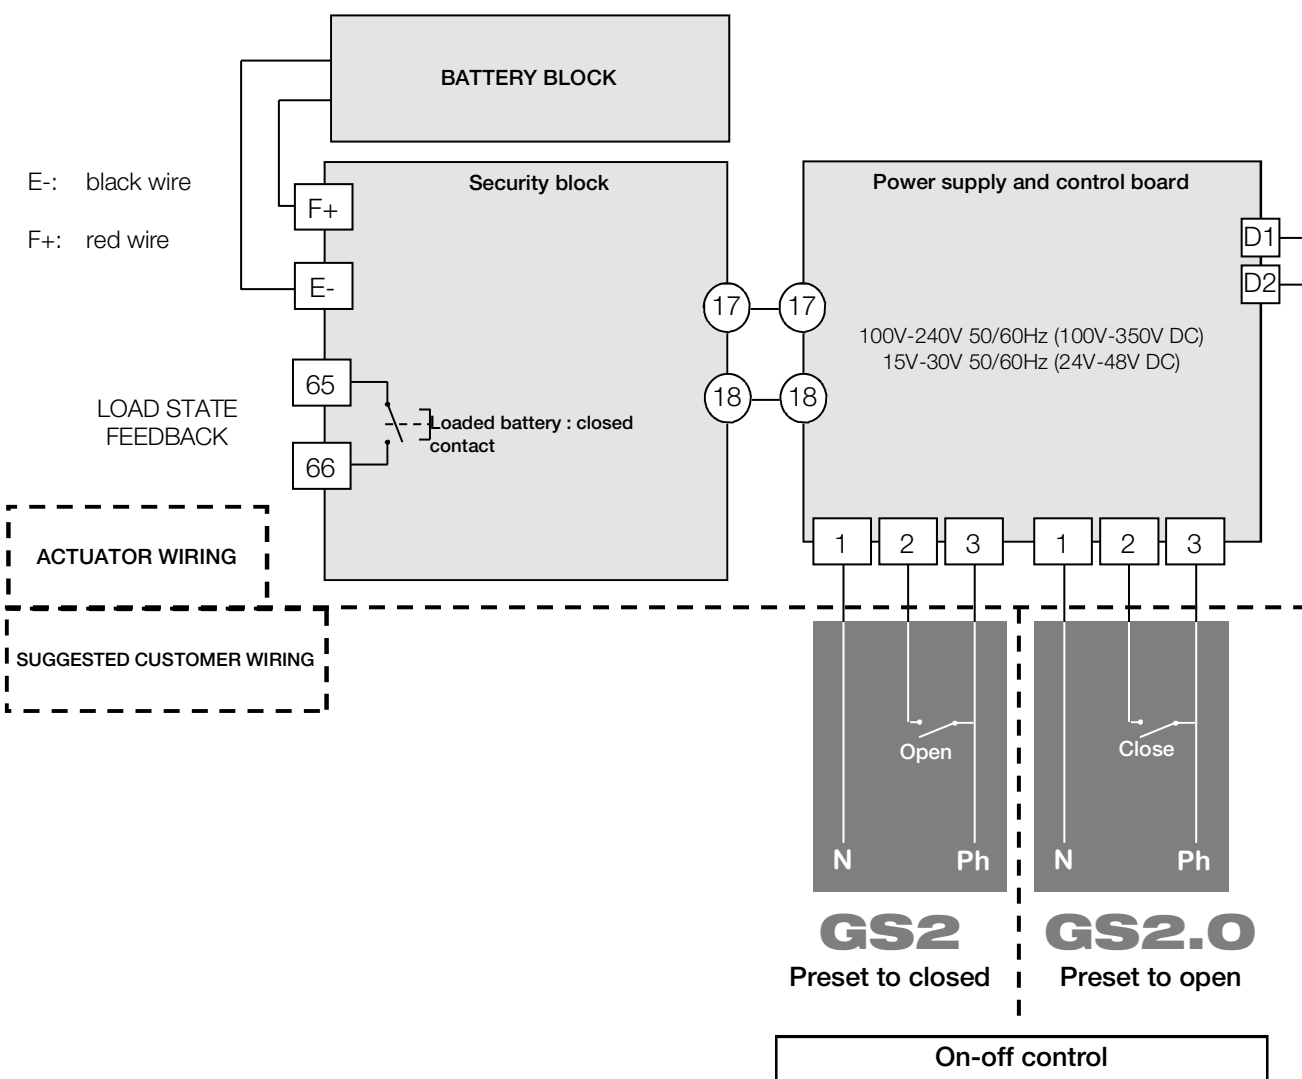 BATTERY BLOCK
E-: black wire
F+: red wire
Security block
F+
E-
17
18
65
66
LOAD STATE
FEEDBACK
Loaded battery : closed
contact
Power supply and control board
D1
D2
17
18
100V-240V 50/60Hz (100V-350V DC)
15V-30V 50/60Hz (24V-48V DC)
1 2 3 1 2 3
ACTUATOR WIRING
SUGGESTED CUSTOMER WIRING
Open
N Ph
Close
N Ph
GS2
Preset to closed
GS2.0
Preset to open
On-off control